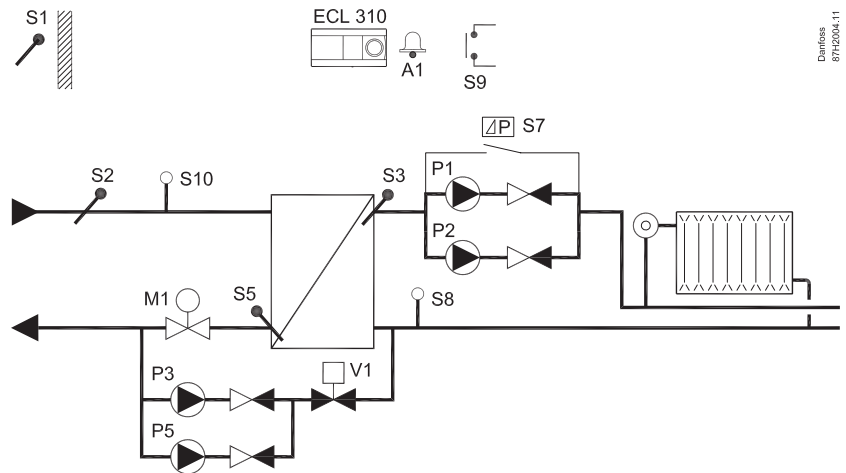 S1
ECL 310
A1
S9
Danfoss
87H2004.11
P S7
S2
S10
S3
P1
P2
M1
S5
S8
P3
V1
P5